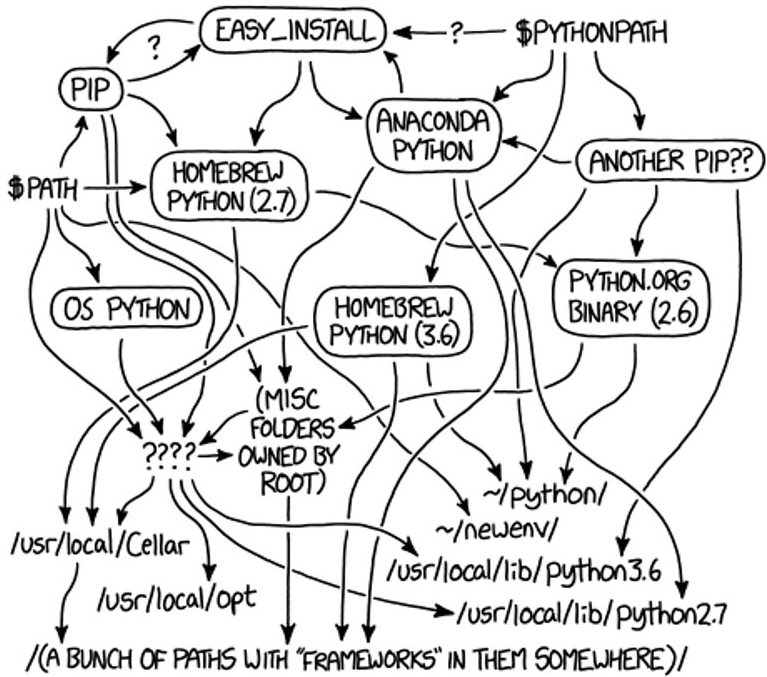 EASY_INSTALL
?
$PYTHONPATH
?
PIP
ANACONDA
PYTHON
ANOTHER PIP??
HOMEBREW
PYTHON (2.7)
$PATH
OS PYTHON
HOMEBREW
PYTHON (3.6)
PYTHON.ORG
BINARY (2.6)
(MISC
FOLDERS
OWNED BY
ROOT)
????
~/python/
~/newenv/
/usr/local/Cellar
/usr/local/lib/python3.6
/usr/local/opt
/usr/local/lib/python2.7
/(A BUNCH OF PATHS WITH "FRAMEWORKS" IN THEM SOMEWHERE)/